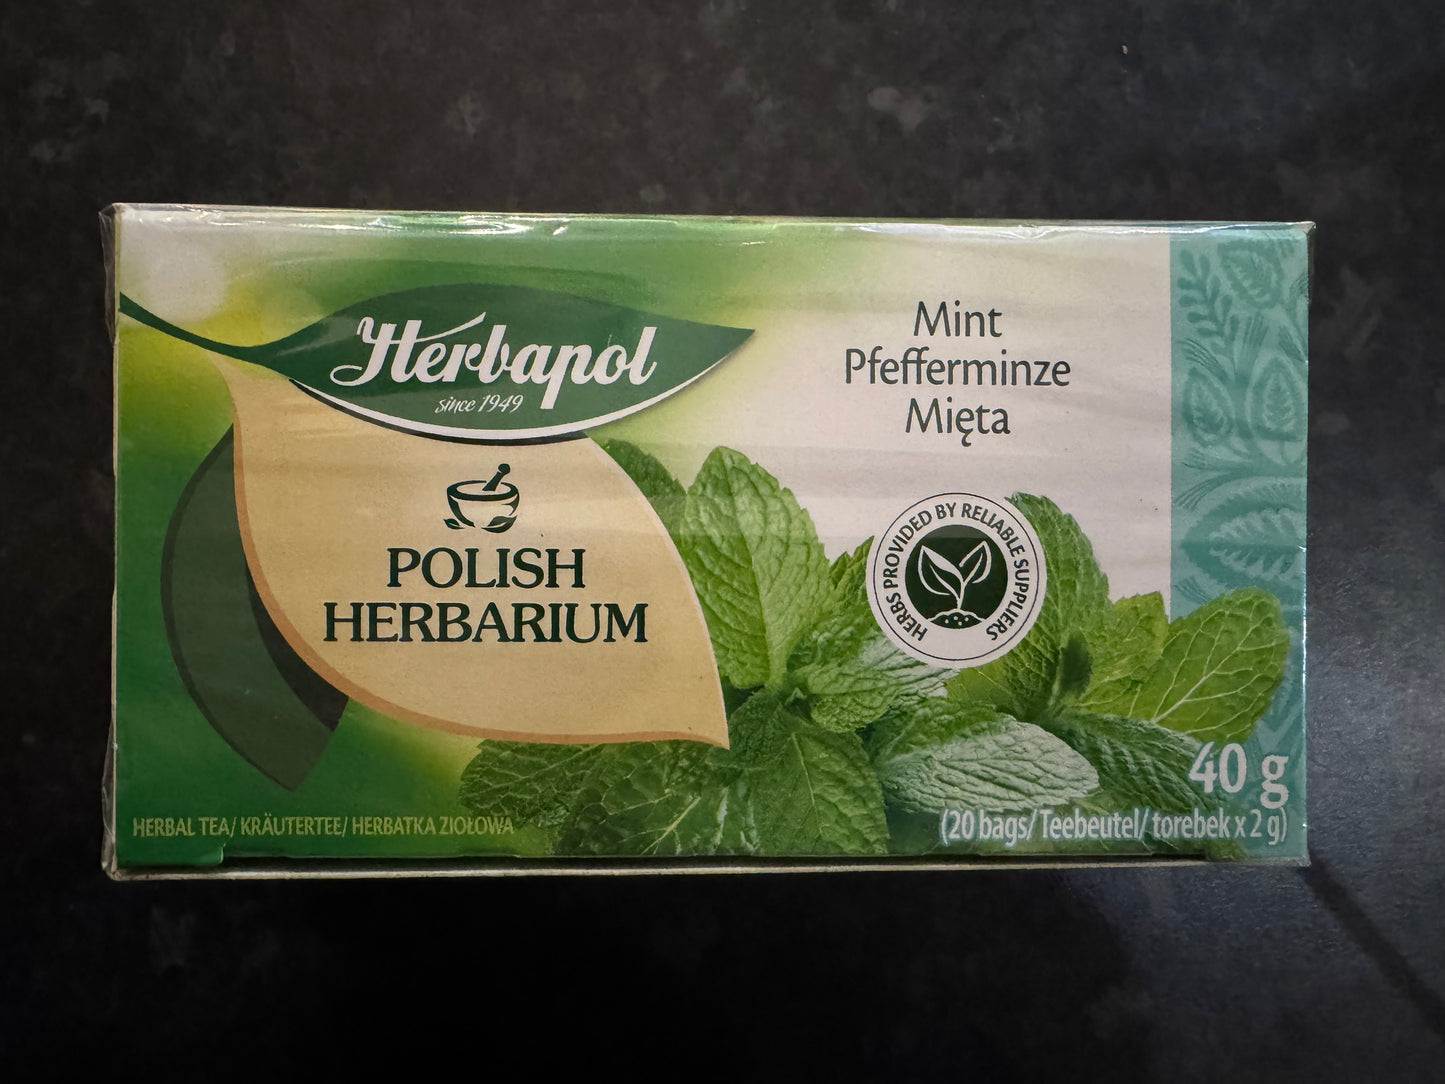 Herbapol
since 1949
POLISH
HERBARIUM
Mint
Pfefferminze
Mięta
HERBS PROVIDED BY RELIABLE SUPPLIERS
40 g
(20 bags/ Teebeutel/ torebek x 2 g)
HERBAL TEA/ KRÄUTERTEE/ HERBATKA ZIOŁOWA